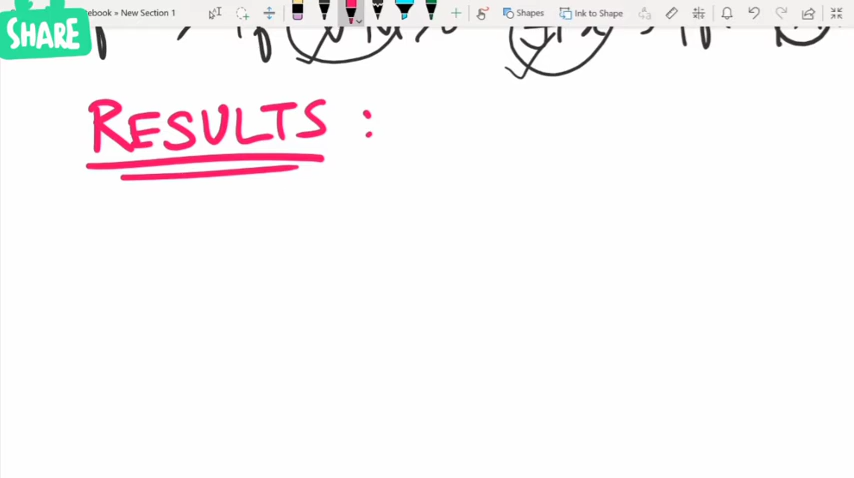 SHARE
ebook » New Section 1
Shapes
Ink to Shape
RESULTS :